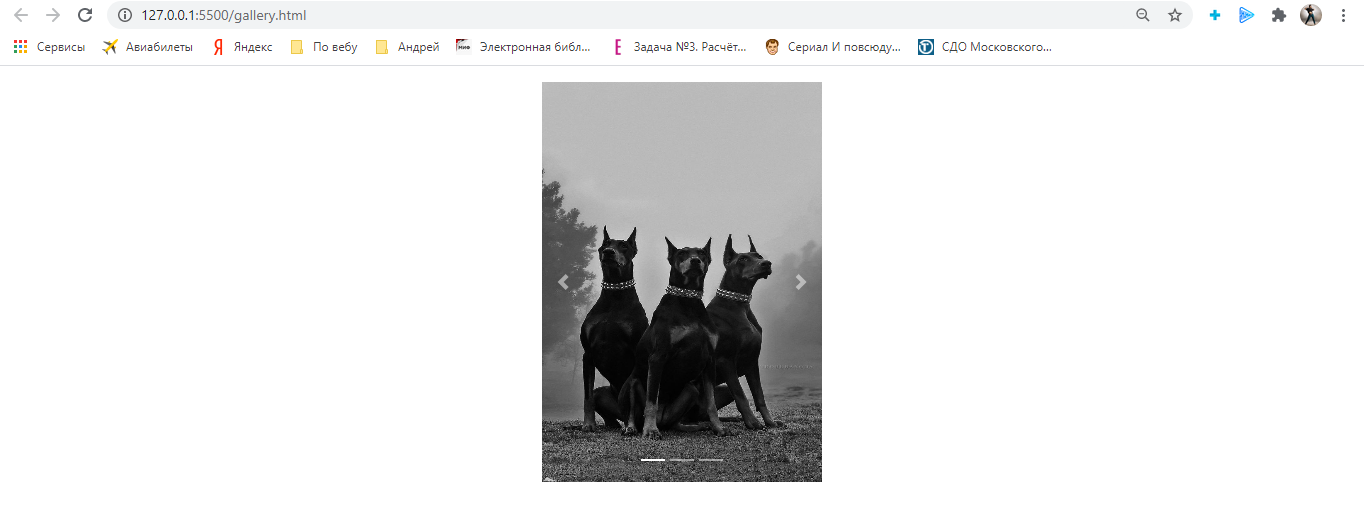 127.0.0.1:5500/gallery.html
Сервисы Авиабилеты Яндекс По вебу Андрей Электронная библ... Задача №3. Расчёт... Сериал И повсюду... СДО Московского...